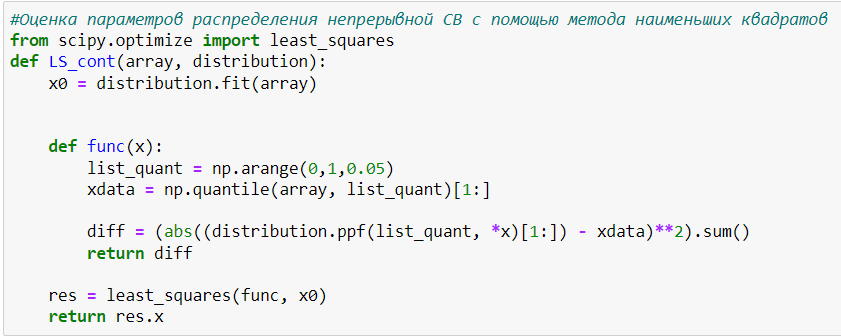 #Оценка параметров распределения непрерывной СВ с помощью метода наименьших квадратов
from scipy.optimize import least_squares
def LS_cont(array, distribution):
    x0 = distribution.fit(array)
    def func(x):
        list_quant = np.arange(0,1,0.05)
        xdata = np.quantile(array, list_quant)[1:]
        diff = (abs((distribution.ppf(list_quant, *x)[1:]) - xdata)**2).sum()
        return diff
    res = least_squares(func, x0)
    return res.x